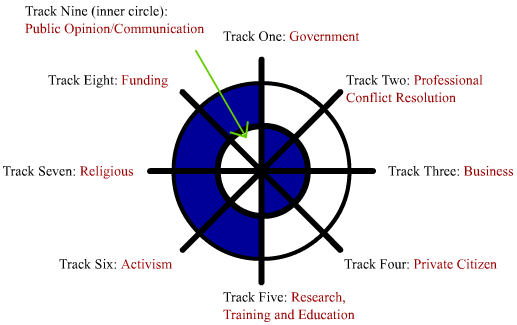 Track Nine (inner circle):
Public Opinion/Communication
Track One: Government
Track Eight: Funding
Track Two: Professional
Conflict Resolution
Track Seven: Religious
Track Three: Business
Track Six: Activism
Track Four: Private Citizen
Track Five: Research,
Training and Education